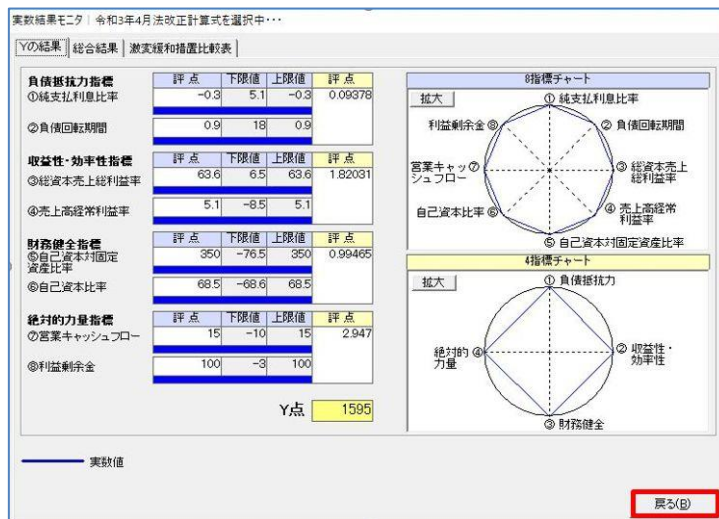 実数結果モニタ | 令和3年4月法改正計算式を選択中・・・
Yの結果 総合結果 激変緩和措置比較表
負債抵抗力指標 評点 下限値 上限値 評点
①純支払利息比率 -0.3 5.1 -0.3 0.09378
②負債回転期間 0.9 18 0.9
収益性・効率性指標 評点 下限値 上限値 評点
③総資本売上総利益率 63.6 6.5 63.6 1.82031
④売上高経常利益率 5.1 -8.5 5.1
財務健全指標 評点 下限値 上限値 評点
⑤自己資本対固定資産比率 350 -76.5 350 0.99465
⑥自己資本比率 68.5 -68.6 68.5
絶対的力量指標 評点 下限値 上限値 評点
⑦営業キャッシュフロー 15 -10 15 2.947
⑧利益剰余金 100 -3 100
Y点 1595
実数値
8指標チャート
拡大
①純支払利息比率
②負債回転期間
③総資本売上総利益率
④売上高経常利益率
⑤自己資本対固定資産比率
自己資本比率⑥
営業キャッシュフロー⑦
利益剰余金⑧
4指標チャート
拡大
①負債抵抗力
②収益性・効率性
③財務健全
絶対的力量④
戻る(B)